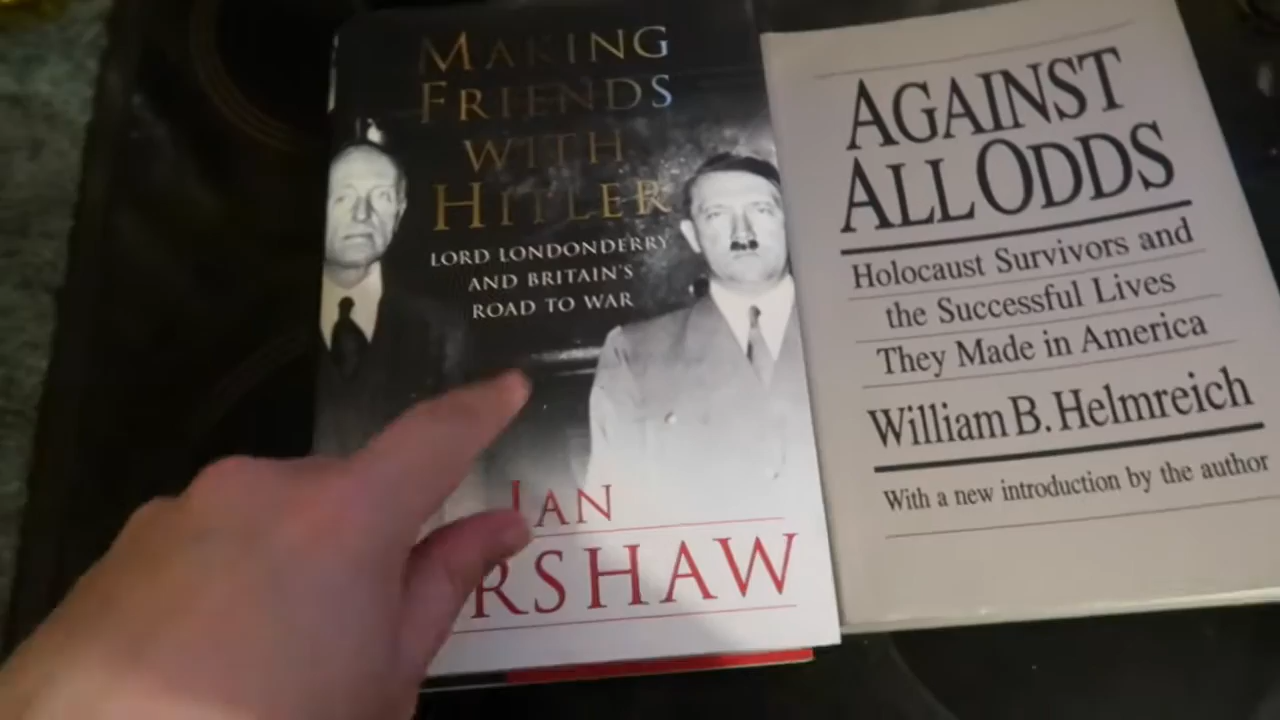 MAKING
FRIENDS
WITH
HITLER
LORD LONDONDERRY
AND BRITAIN'S
ROAD TO WAR
IAN
RSHAW
AGAINST
ALL ODDS
Holocaust Survivors and
the Successful Lives
They Made in America
William B. Helmreich
With a new introduction by the author